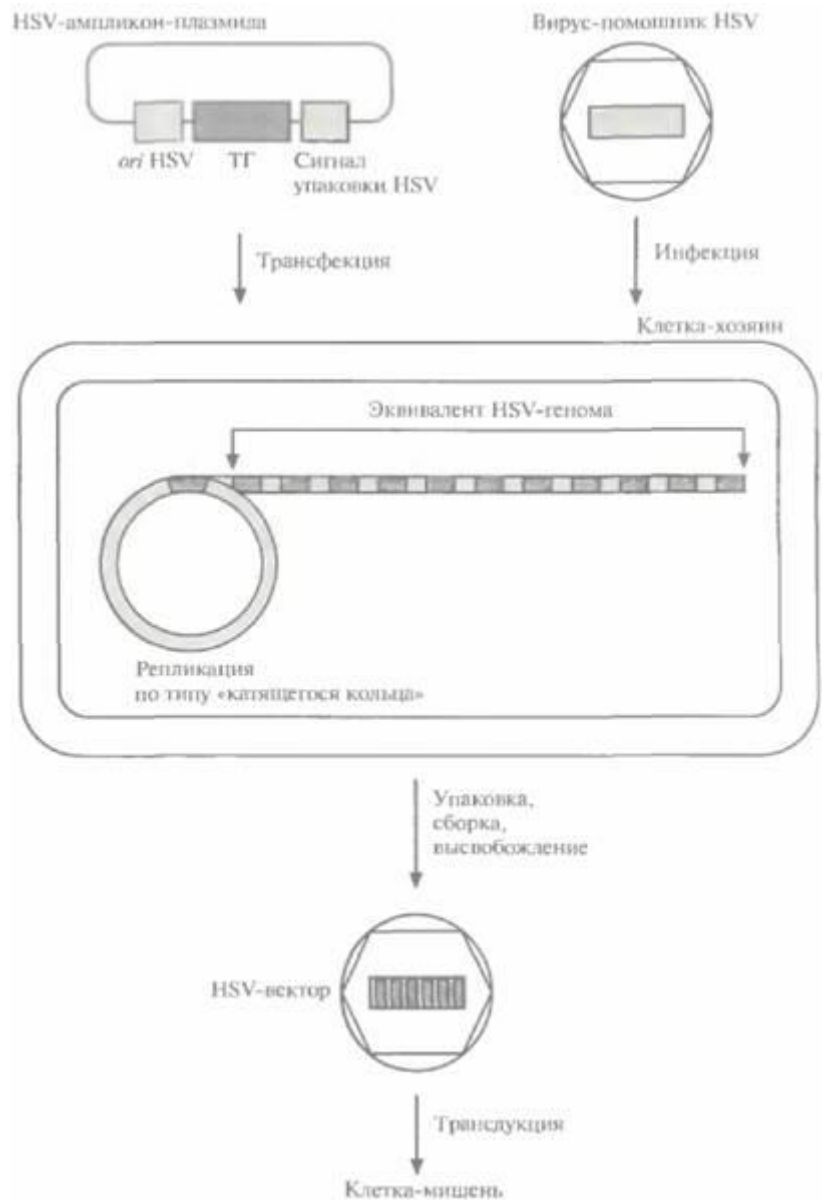 HSV-ампликон-плазмида
Вирус-помошник HSV
ori HSV
ТГ
Сигнал
упаковки HSV
Трансфекция
Инфекция
Клетка-хозяин
Эквивалент HSV-генома
Репликация
по типу «катящегося кольца»
Упаковка,
сборка,
высвобождение
HSV-вектор
Трансдукция
Клетка-мишень